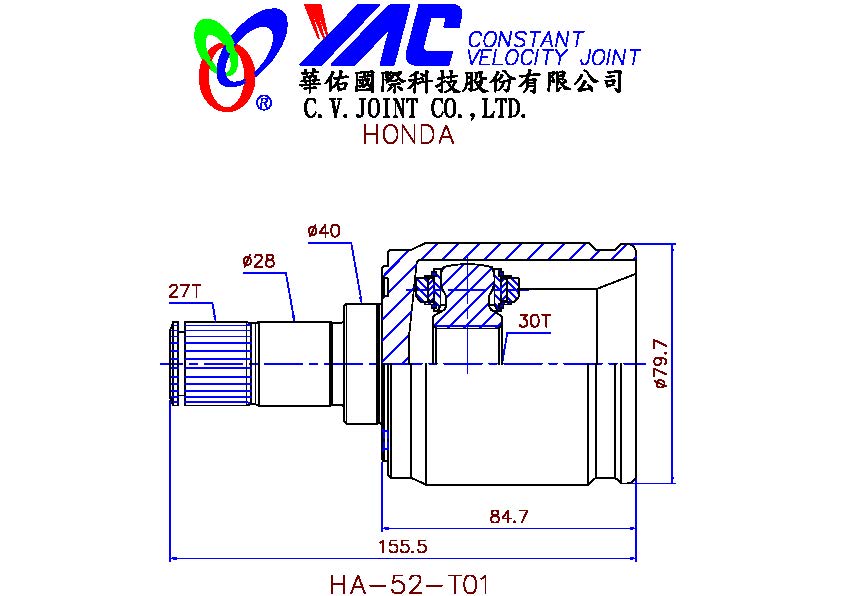 YAC CONSTANT
VELOCITY JOINT
®
華佑國際科技股份有限公司
C.V.JOINT CO.,LTD.
HONDA
ø40
ø28
27T
30T
ø79.7
84.7
155.5
HA-52-T01